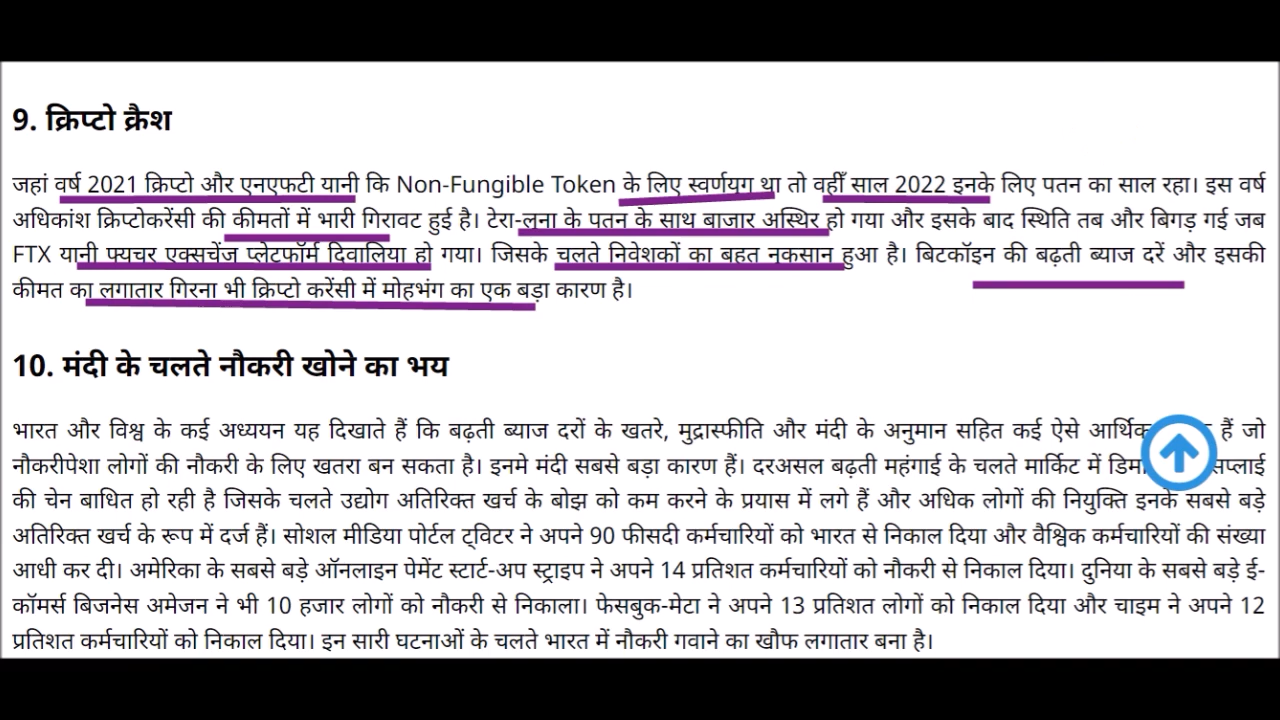 9. क्रिप्टो क्रैश
जहां वर्ष 2021 क्रिप्टो और एनएफटी यानी कि Non-Fungible Token के लिए स्वर्णयुग था तो वहीं साल 2022 इनके लिए पतन का साल रहा। इस वर्ष
अधिकांश क्रिप्टोकरेंसी की कीमतों में भारी गिरावट हुई है। टेरा-लूना के पतन के साथ बाजार अस्थिर हो गया और इसके बाद स्थिति तब और बिगड़ गई जब
FTX यानी फ्यूचर एक्सचेंज प्लेटफॉर्म दिवालिया हो गया। जिसके चलते निवेशकों का बहुत नुकसान हुआ है। बिटकॉइन की बढ़ती ब्याज दरें और इसकी
कीमत का लगातार गिरना भी क्रिप्टो करेंसी में मोहभंग का एक बड़ा कारण है।
10. मंदी के चलते नौकरी खोने का भय
भारत और विश्व के कई अध्ययन यह दिखाते हैं कि बढ़ती ब्याज दरों के खतरे, मुद्रास्फीति और मंदी के अनुमान सहित कई ऐसे आर्थिक हैं जो
नौकरीपेशा लोगों की नौकरी के लिए खतरा बन सकता है। इनमे मंदी सबसे बड़ा कारण हैं। दरअसल बढ़ती महंगाई के चलते मार्किट में सप्लाई
की चेन बाधित हो रही है जिसके चलते उद्योग अतिरिक्त खर्च के बोझ को कम करने के प्रयास में लगे हैं और अधिक लोगों की नियुक्ति इनके सबसे बड़े
अतिरिक्त खर्च के रूप में दर्ज हैं। सोशल मीडिया पोर्टल ट्विटर ने अपने 90 फीसदी कर्मचारियों को भारत से निकाल दिया और वैश्विक कर्मचारियों की संख्या
आधी कर दी। अमेरिका के सबसे बड़े ऑनलाइन पेमेंट स्टार्ट-अप स्ट्राइप ने अपने 14 प्रतिशत कर्मचारियों को नौकरी से निकाल दिया। दुनिया के सबसे बड़े ई-
कॉमर्स बिजनेस अमेजन ने भी 10 हजार लोगों को नौकरी से निकाला। फेसबुक-मेटा ने अपने 13 प्रतिशत लोगों को निकाल दिया और चाइम ने अपने 12
प्रतिशत कर्मचारियों को निकाल दिया। इन सारी घटनाओं के चलते भारत में नौकरी गवाने का खौफ लगातार बना है।